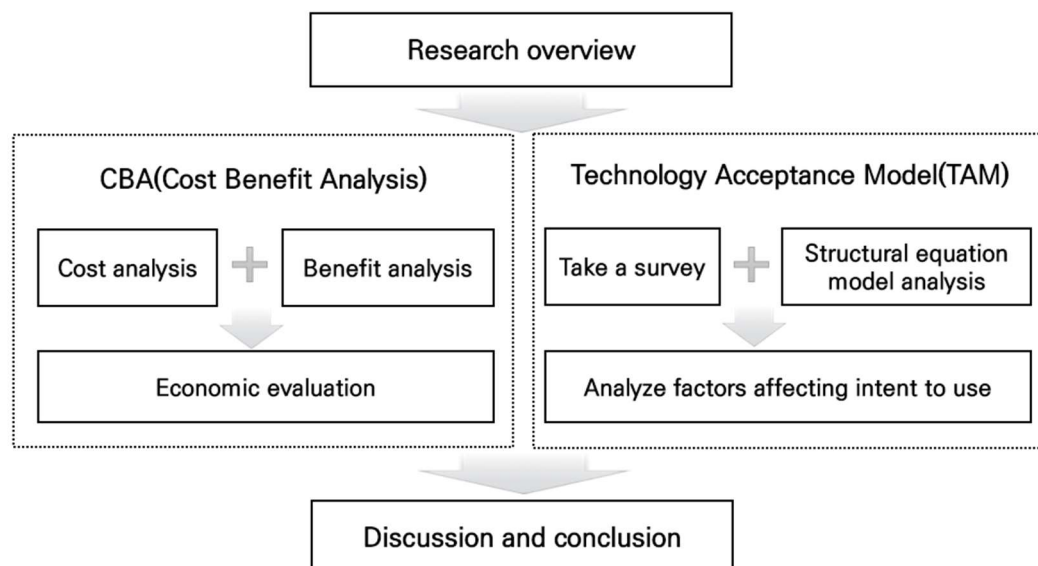 Research overview
CBA(Cost Benefit Analysis)
Cost analysis
Benefit analysis
Economic evaluation
Technology Acceptance Model(TAM)
Take a survey
Structural equation
model analysis
Analyze factors affecting intent to use
Discussion and conclusion